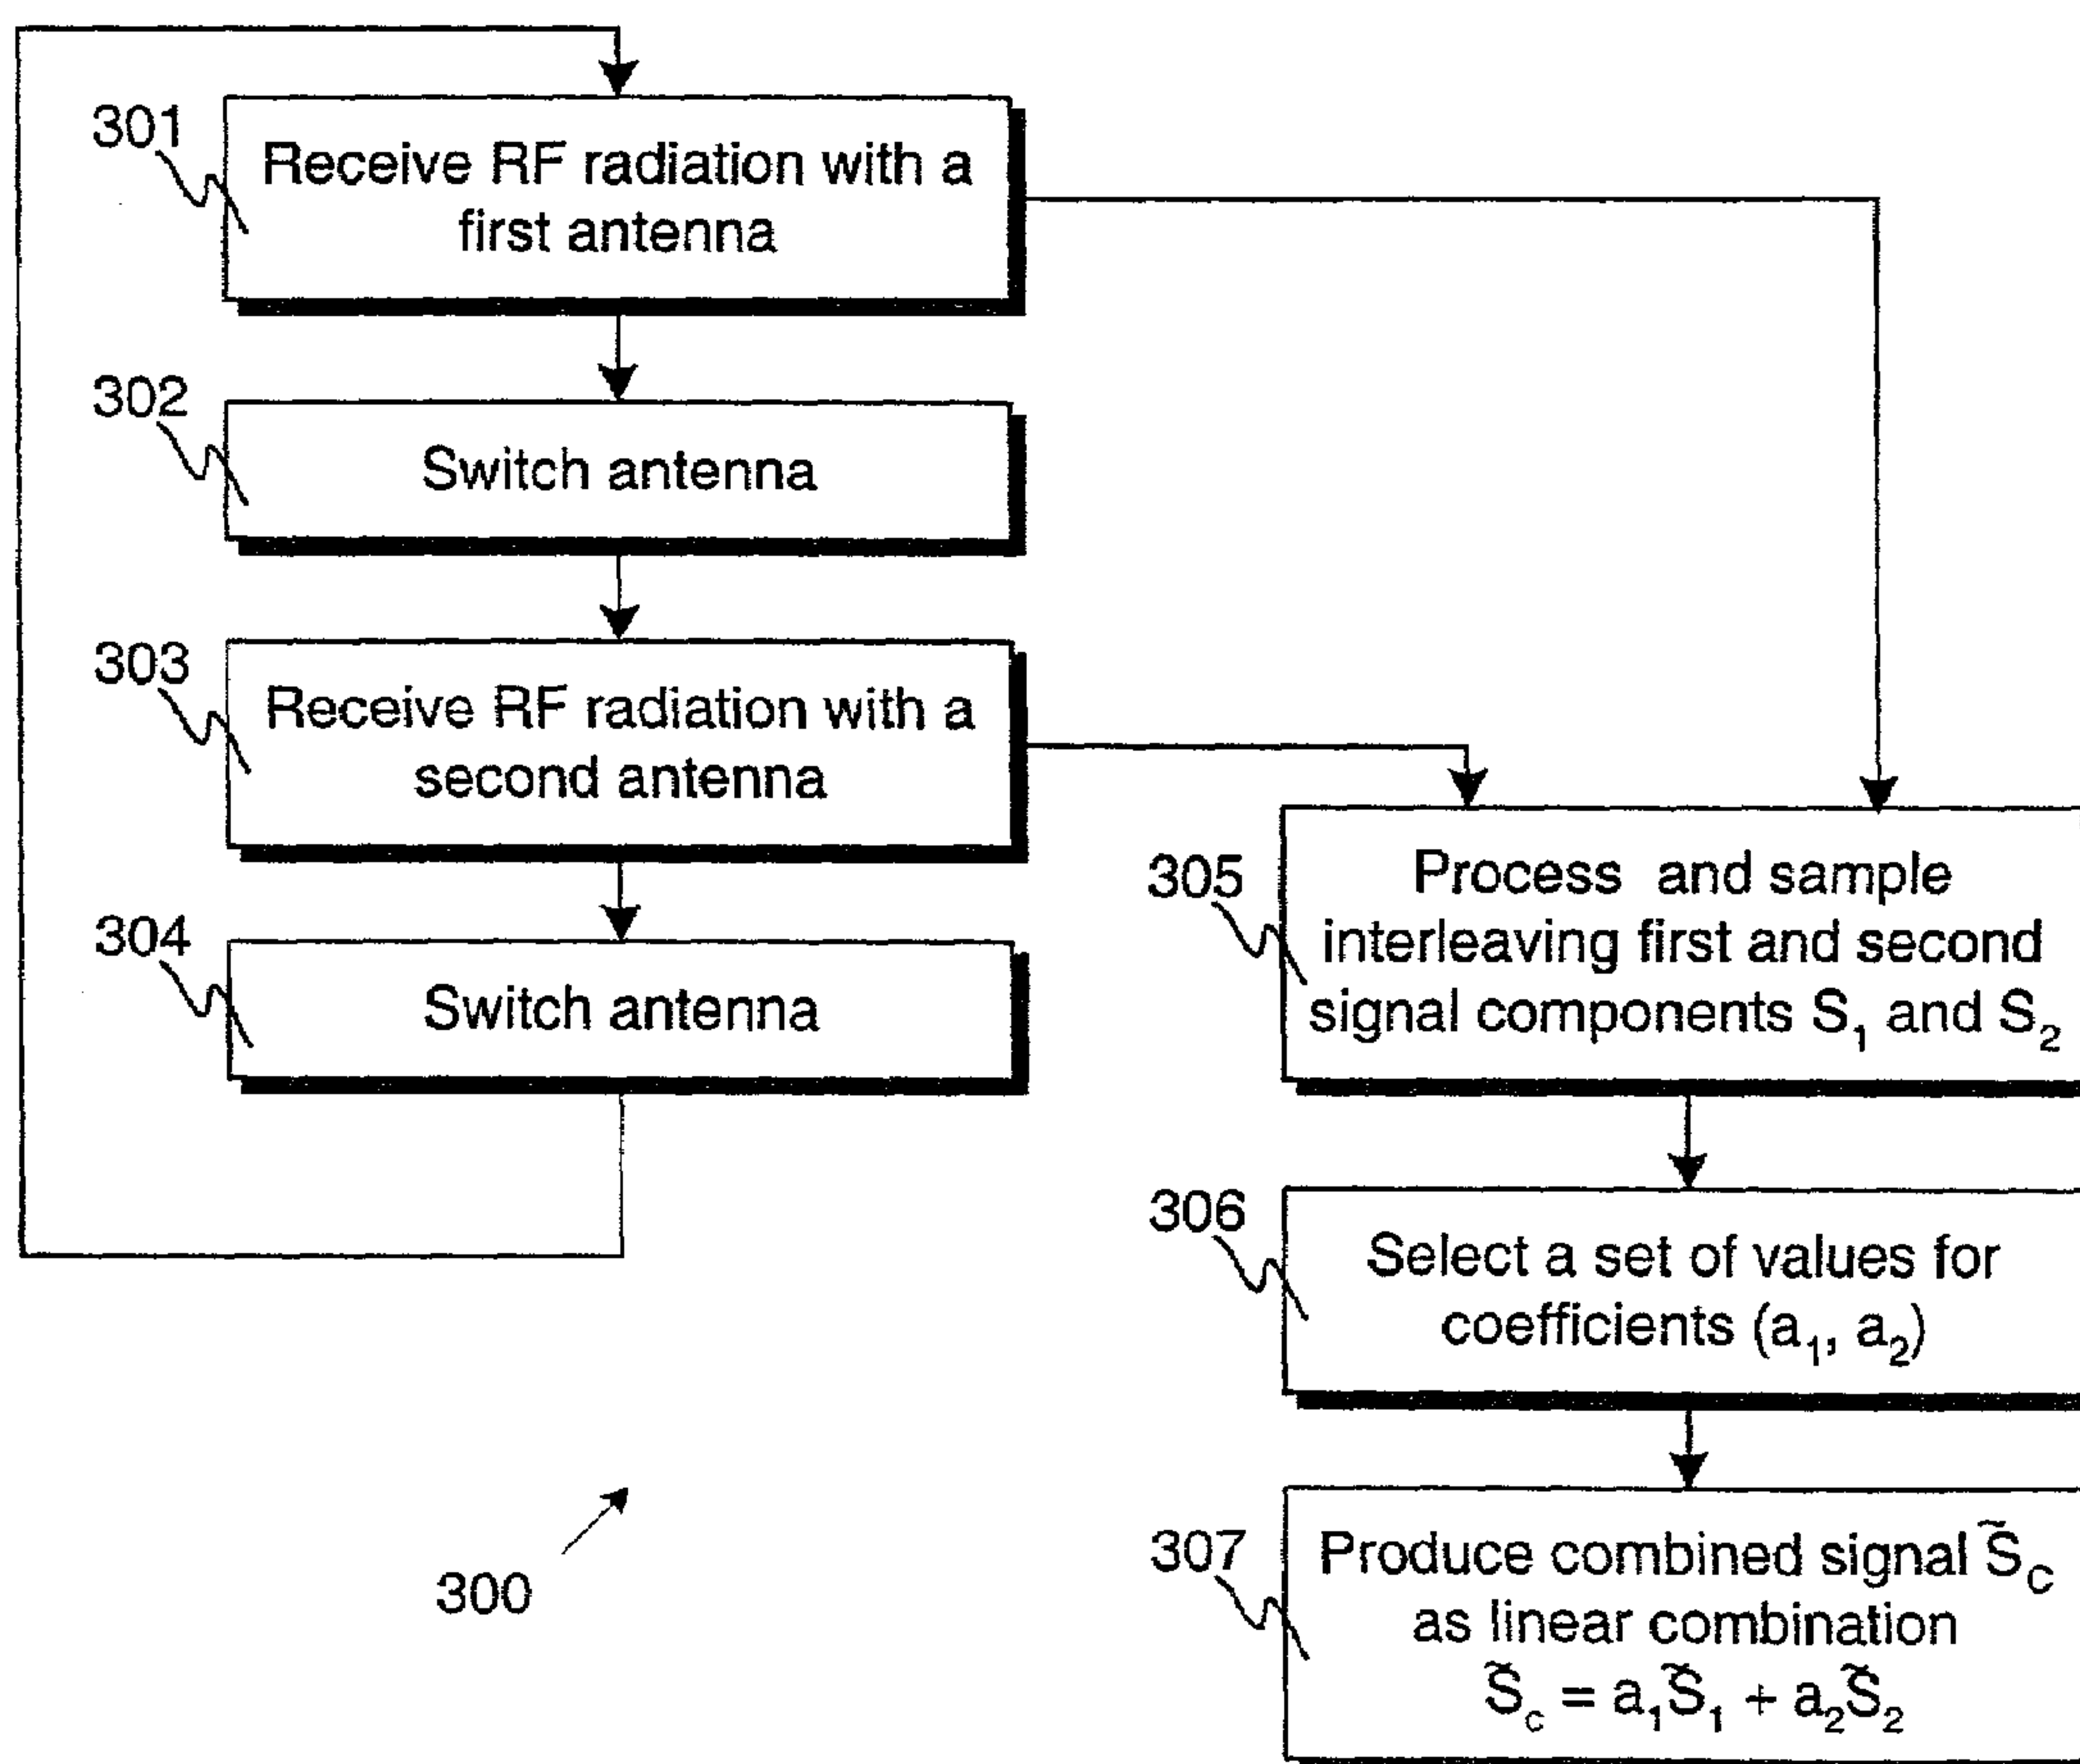 301
Receive RF radiation with a
first antenna
302
Switch antenna
303
Receive RF radiation with a
second antenna
304
Switch antenna
305
Process and sample
interleaving first and second
signal components S₁ and S₂
306
Select a set of values for
coefficients (a₁, a₂)
307
Produce combined signal S̃c
as linear combination
S̃c = a₁S̃₁ + a₂S̃₂
300